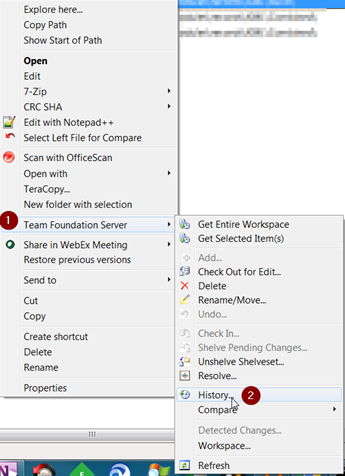 Explore here...
Copy Path
Show Start of Path
Open
Edit
7-Zip
CRC SHA
Edit with Notepad++
Select Left File for Compare
Scan with OfficeScan
Open with
TeraCopy...
New folder with selection
1
Team Foundation Server
Share in WebEx Meeting
Restore previous versions
Send to
Cut
Copy
Create shortcut
Delete
Rename
Properties
Get Entire Workspace
Get Selected Item(s)
Add...
Check Out for Edit...
Delete
Rename/Move...
Undo...
Check In...
Shelve Pending Changes...
Unshelve Shelveset...
Resolve...
History... 2
Compare
Detected Changes...
Workspace...
Refresh